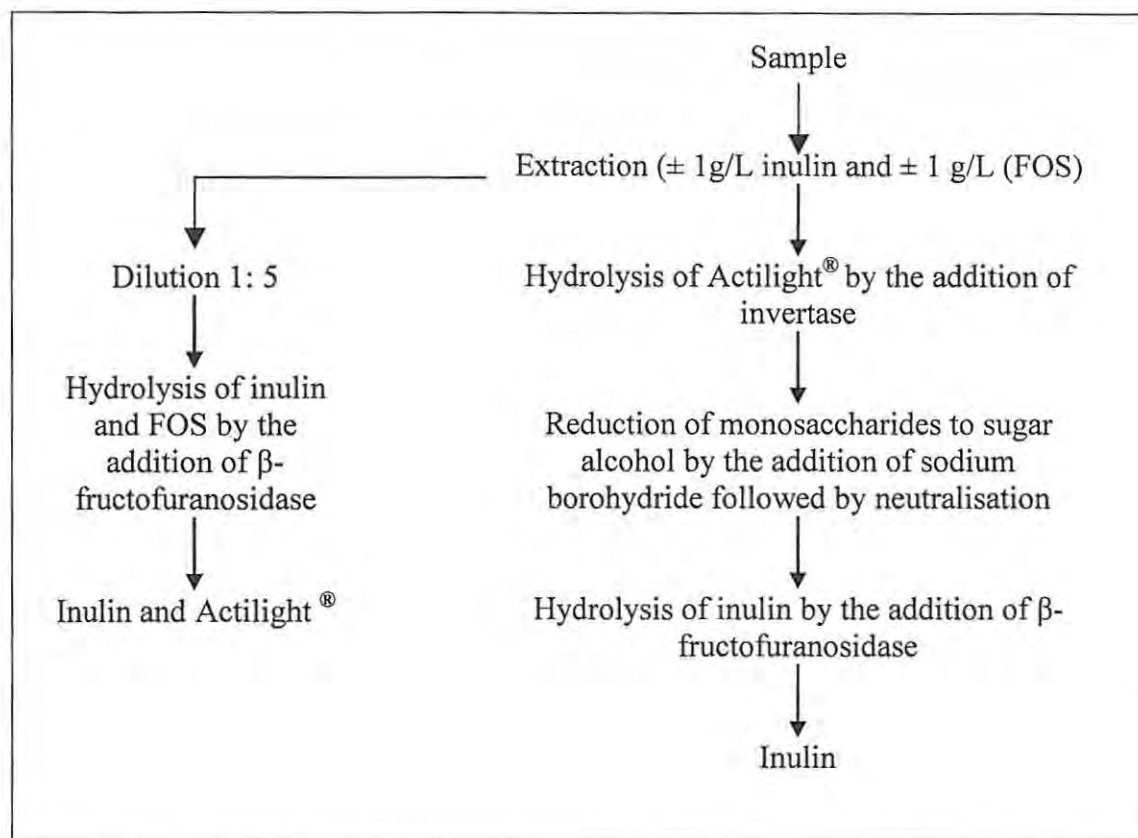 Sample
Extraction (± 1g/L inulin and ± 1 g/L (FOS)
Dilution 1: 5
Hydrolysis of inulin
and FOS by the
addition of β-
fructofuranosidase
Inulin and Actilight ®
Hydrolysis of Actilight® by the addition of
invertase
Reduction of monosaccharides to sugar
alcohol by the addition of sodium
borohydride followed by neutralisation
Hydrolysis of inulin by the addition of β-
fructofuranosidase
Inulin